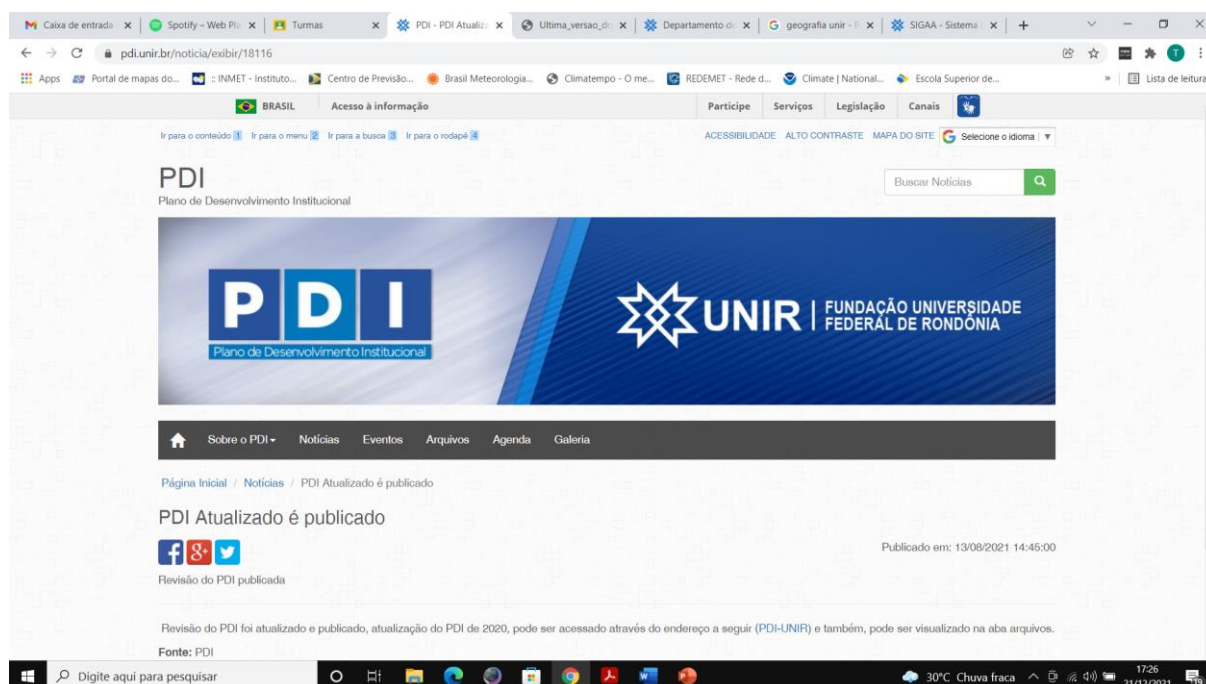 Caixa de entrada
Spotify – Web Pla
Turmas
PDI - PDI Atualiz
Ultima_versao_do
Departamento de
geografia unir - P
SIGAA - Sistema
pdi.unir.br/noticia/exibir/18116
T
Apps
Portal de mapas do...
:: INMET - Instituto...
Centro de Previsão...
Brasil Meteorologia...
Climatempo - O me...
REDEMET - Rede d...
Climate | National...
Escola Superior de...
»
Lista de leitura
BRASIL Acesso à informação Participe Serviços Legislação Canais
Ir para o conteúdo 1 Ir para o menu 2 Ir para a busca 3 Ir para o rodapé 4
ACESSIBILIDADE ALTO CONTRASTE MAPA DO SITE Selecione o idioma
PDI
Plano de Desenvolvimento Institucional
Buscar Notícias
PDI
Plano de Desenvolvimento Institucional
UNIR | FUNDAÇÃO UNIVERSIDADE
FEDERAL DE RONDÔNIA
Sobre o PDI Notícias Eventos Arquivos Agenda Galeria
Página Inicial / Notícias / PDI Atualizado é publicado
PDI Atualizado é publicado
Publicado em: 13/08/2021 14:45:00
Revisão do PDI publicada
Revisão do PDI foi atualizado e publicado, atualização do PDI de 2020, pode ser acessado através do endereço a seguir (PDI-UNIR) e também, pode ser visualizado na aba arquivos.
Fonte: PDI
Digite aqui para pesquisar
30°C Chuva fraca
17:26
21/12/2021